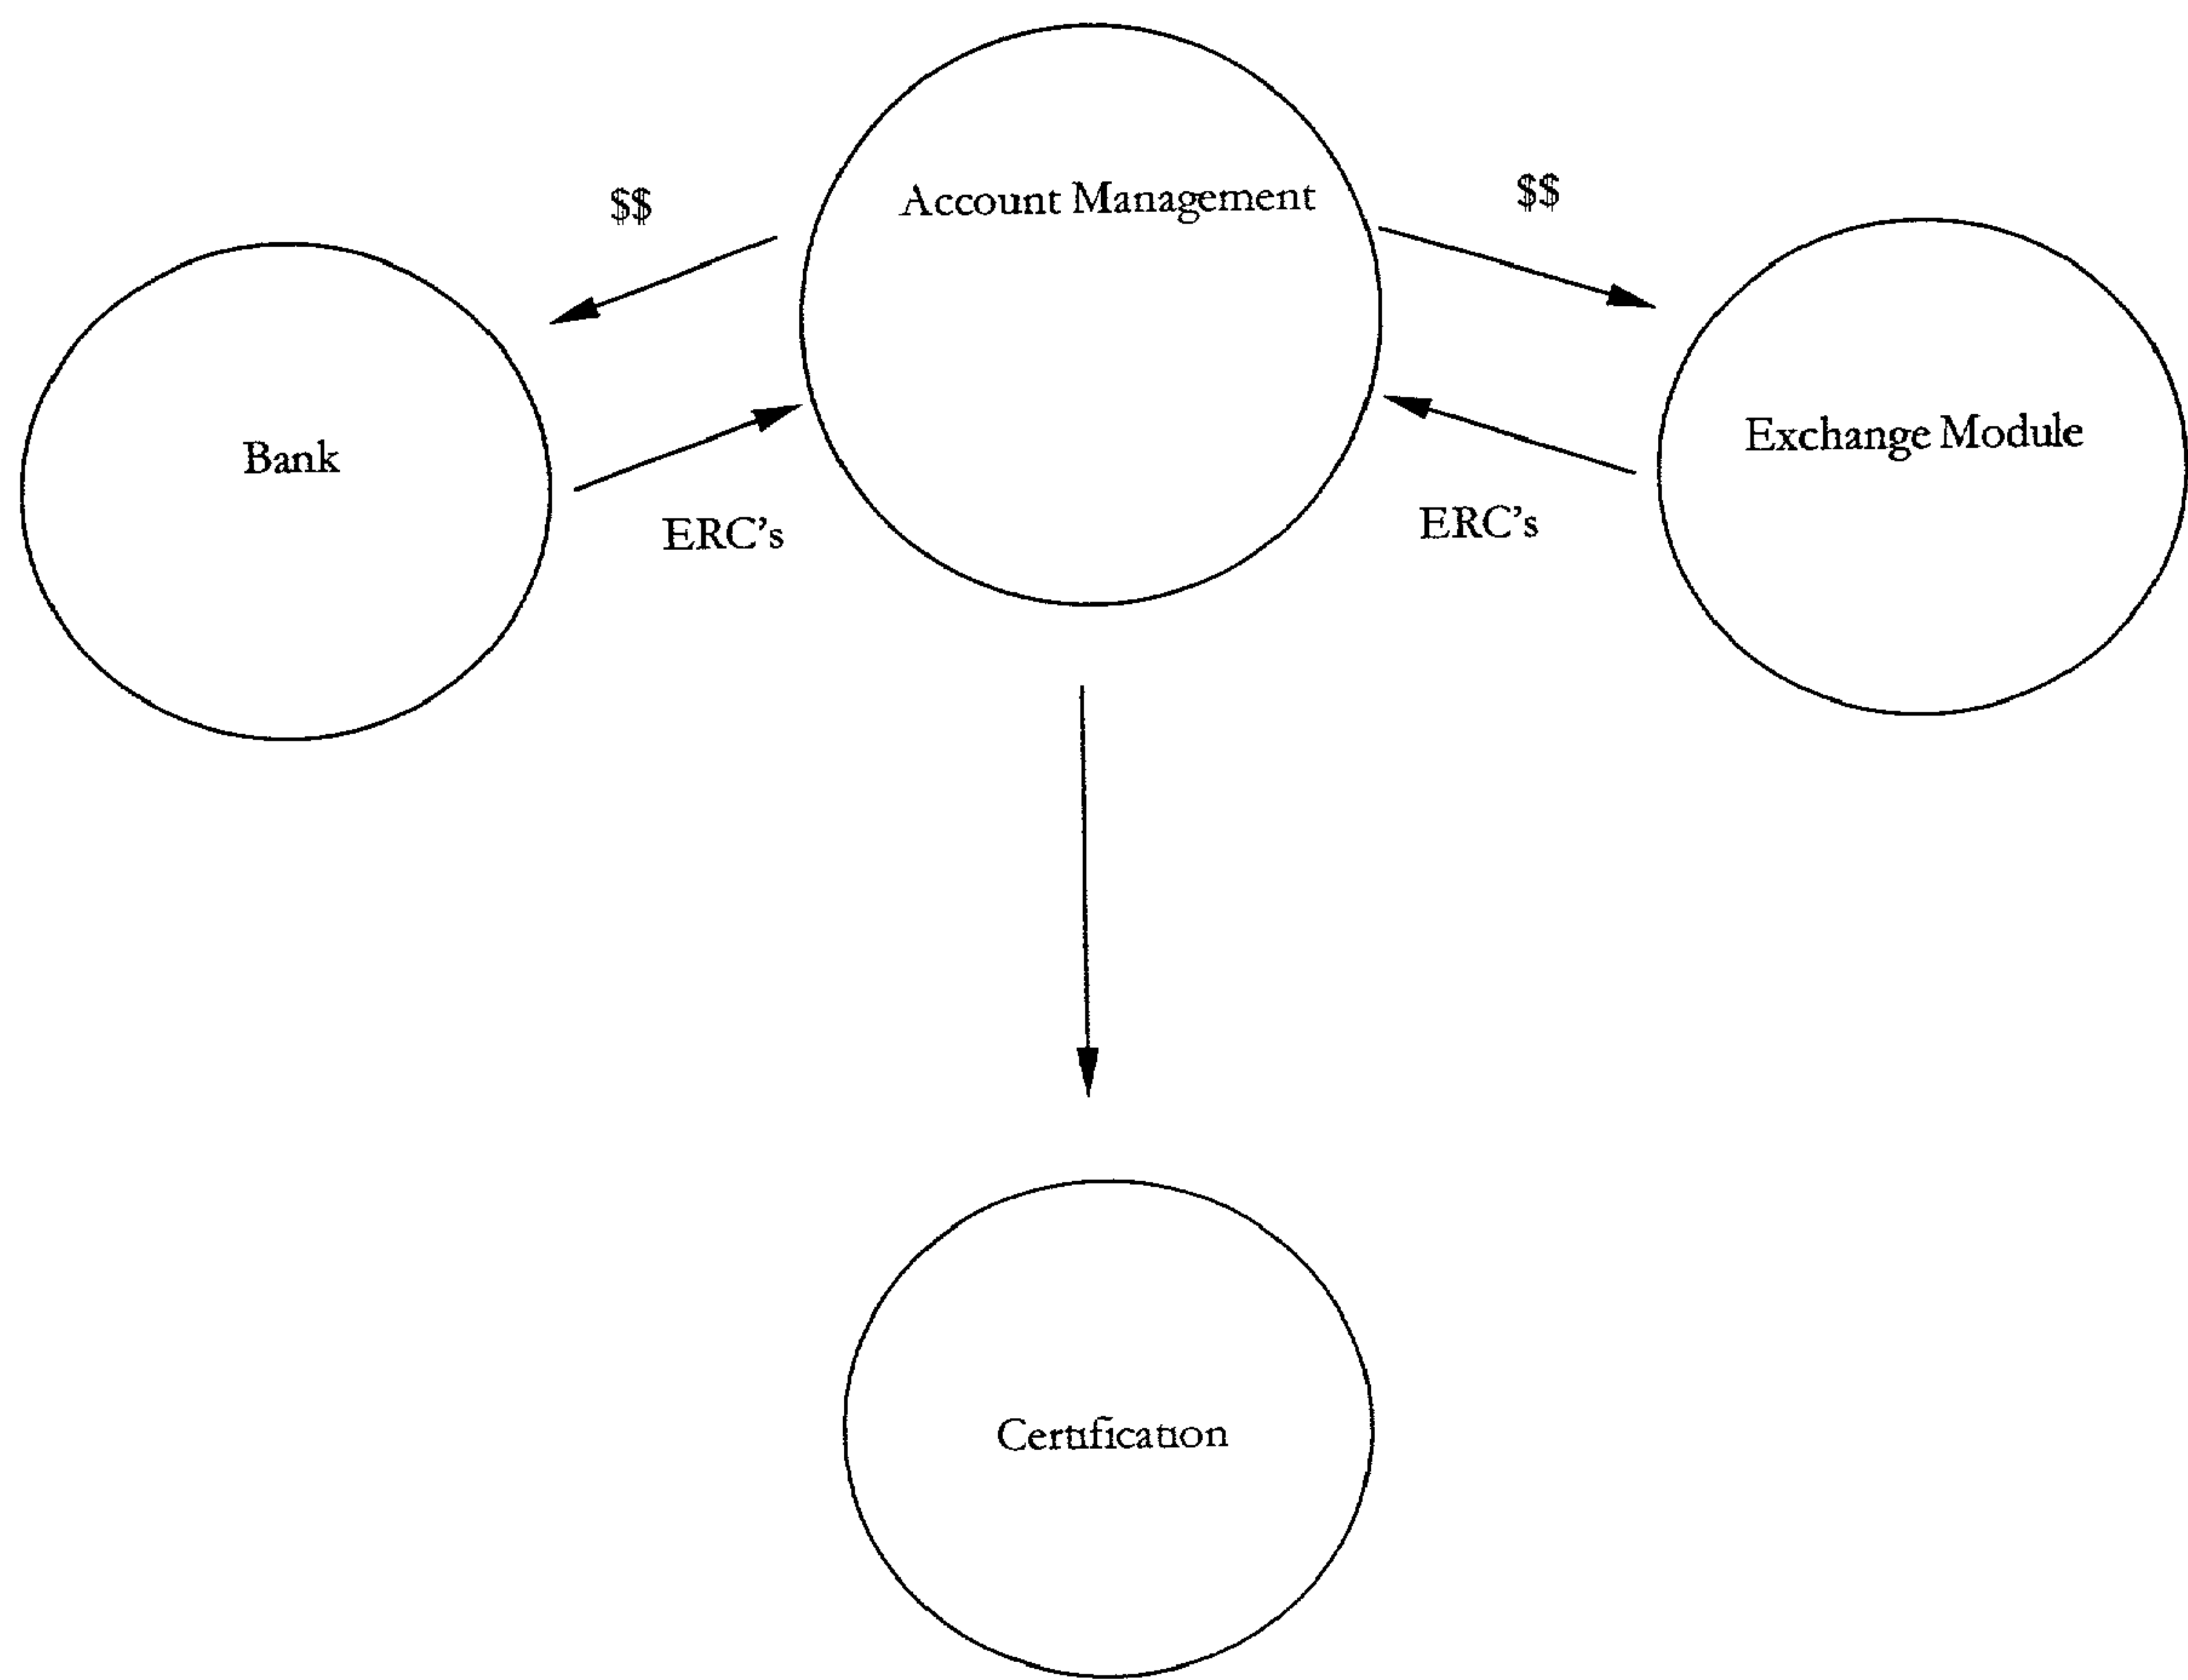 $$
Account Management
$$
Bank
Exchange Module
ERC's
ERC's
Certification